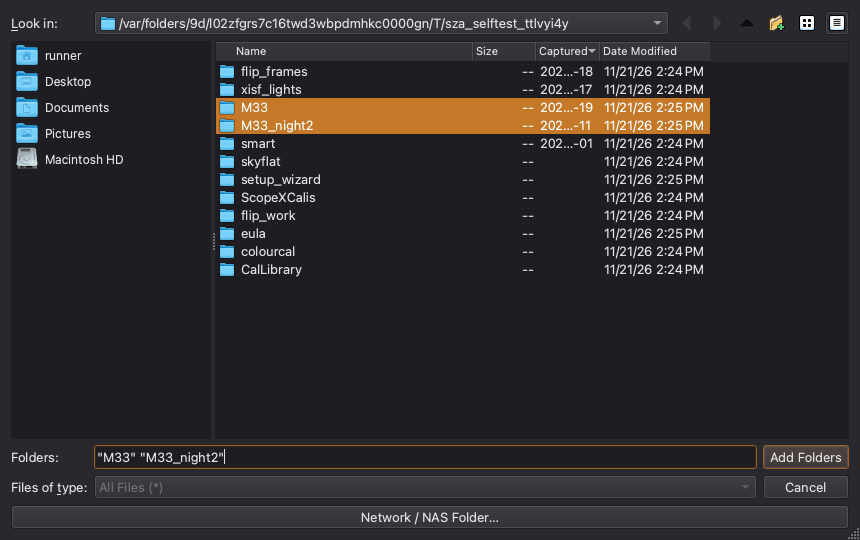 Look in: /var/folders/9d/l02zfgrs7c16twd3wbpdmhkc0000gn/T/sza_selftest_ttlvyi4y
runner
Desktop
Documents
Pictures
Macintosh HD
Name Size Captured Date Modified
flip_frames -- 202...-18 11/21/26 2:24 PM
xisf_lights -- 202...-17 11/21/26 2:24 PM
M33 -- 202...-19 11/21/26 2:25 PM
M33_night2 -- 202...-11 11/21/26 2:25 PM
smart -- 202...-01 11/21/26 2:24 PM
skyflat -- 11/21/26 2:24 PM
setup_wizard -- 11/21/26 2:25 PM
ScopeXCalis -- 11/21/26 2:24 PM
flip_work -- 11/21/26 2:24 PM
eula -- 11/21/26 2:25 PM
colourcal -- 11/21/26 2:24 PM
CalLibrary -- 11/21/26 2:24 PM
Folders: "M33" "M33_night2" Add Folders
Files of type: All Files (*) Cancel
Network / NAS Folder...